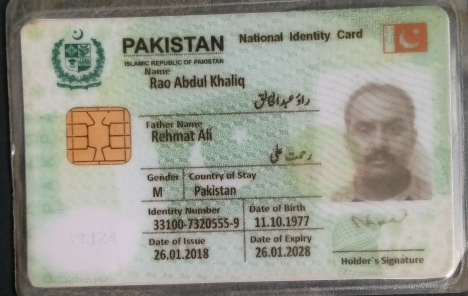 PAKISTAN National Identity Card
ISLAMIC REPUBLIC OF PAKISTAN
Name
Rao Abdul Khaliq
راؤ عبدالخالق
Father Name
Rehmat Ali
رحمت علی
Gender Country of Stay
M Pakistan
Identity Number Date of Birth
33100-7320555-9 11.10.1977
Date of Issue Date of Expiry
26.01.2018 26.01.2028
Holder's Signature